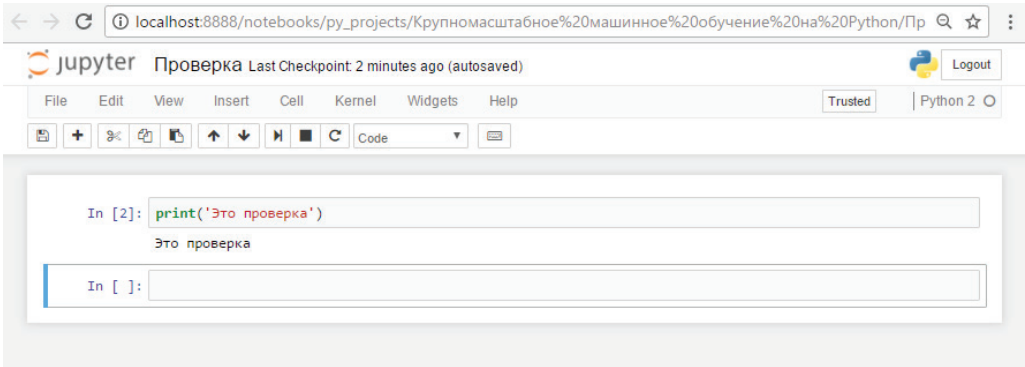 localhost:8888/notebooks/py_projects/Крупномасштабное%20машинное%20обучение%20на%20Python/Пр
jupyter Проверка Last Checkpoint: 2 minutes ago (autosaved) Logout
File Edit View Insert Cell Kernel Widgets Help Trusted Python 2
Code
In [2]: print('Это проверка')
Это проверка
In [ ]: